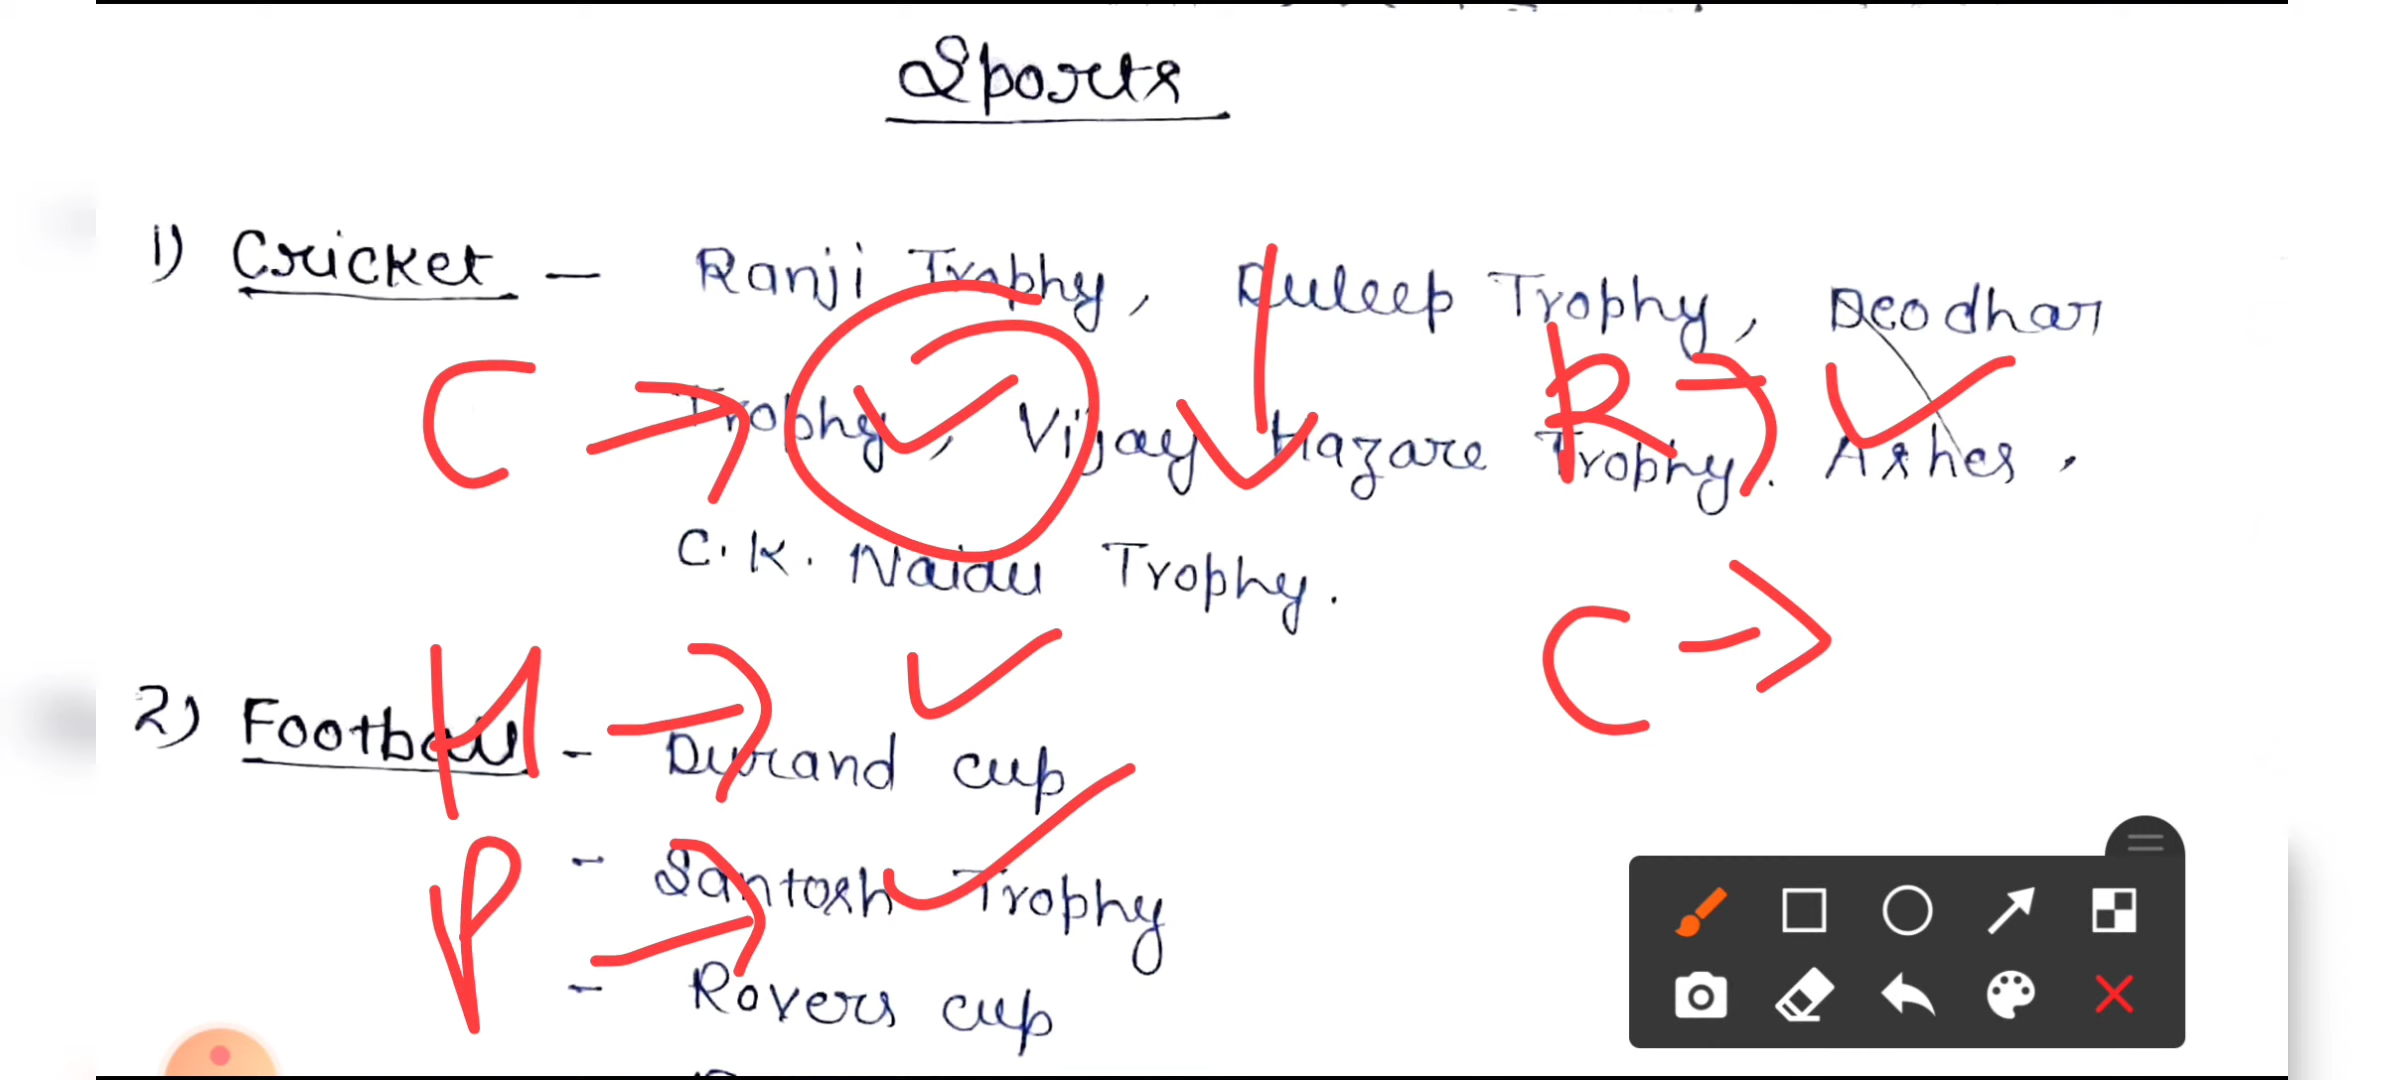 Sports
1) Cricket - Ranji Trophy, Duleep Trophy, Deodhar
Trophy, Vijay Hazare Trophy. Ashes,
C.K. Naidu Trophy.
C →
R →
C →
2) Football - Durand cup
- Santosh Trophy
- Rovers cup
H →
P →